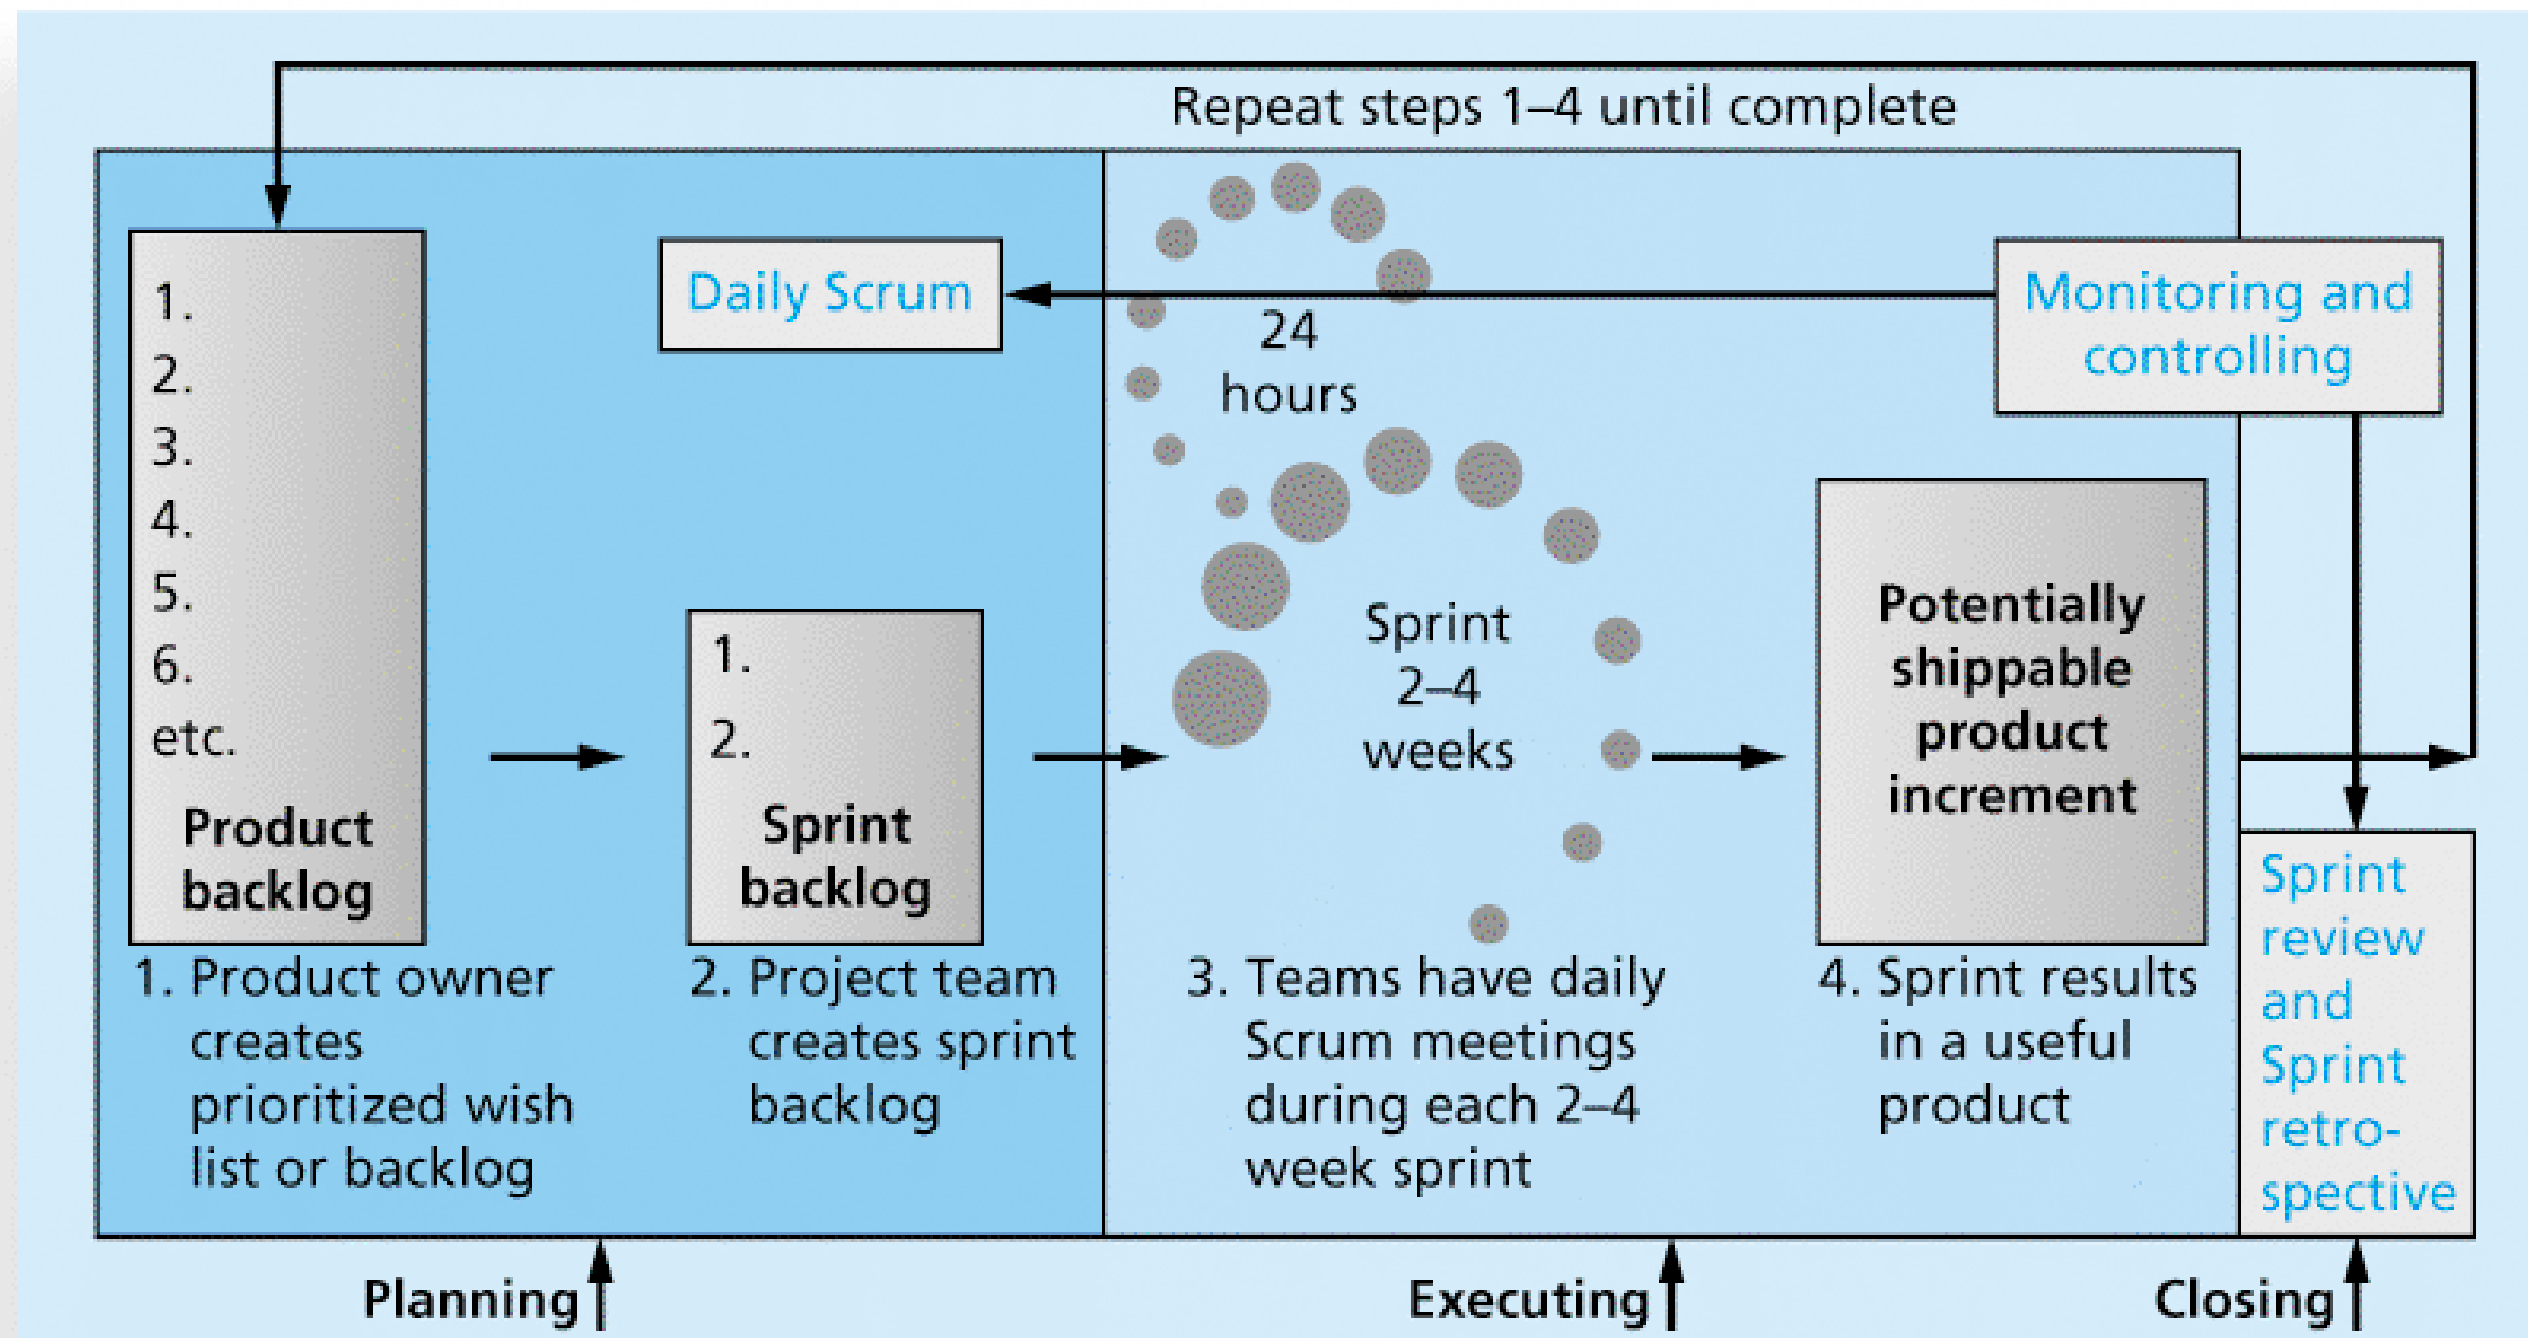 Repeat steps 1–4 until complete
1.
2.
3.
4.
5.
6.
etc.
Product
backlog
1. Product owner
creates
prioritized wish
list or backlog
Daily Scrum
1.
2.
Sprint
backlog
2. Project team
creates sprint
backlog
24
hours
Sprint
2–4
weeks
3. Teams have daily
Scrum meetings
during each 2–4
week sprint
Monitoring and
controlling
Potentially
shippable
product
increment
4. Sprint results
in a useful
product
Sprint
review
and
Sprint
retro-
spective
Planning
Executing
Closing